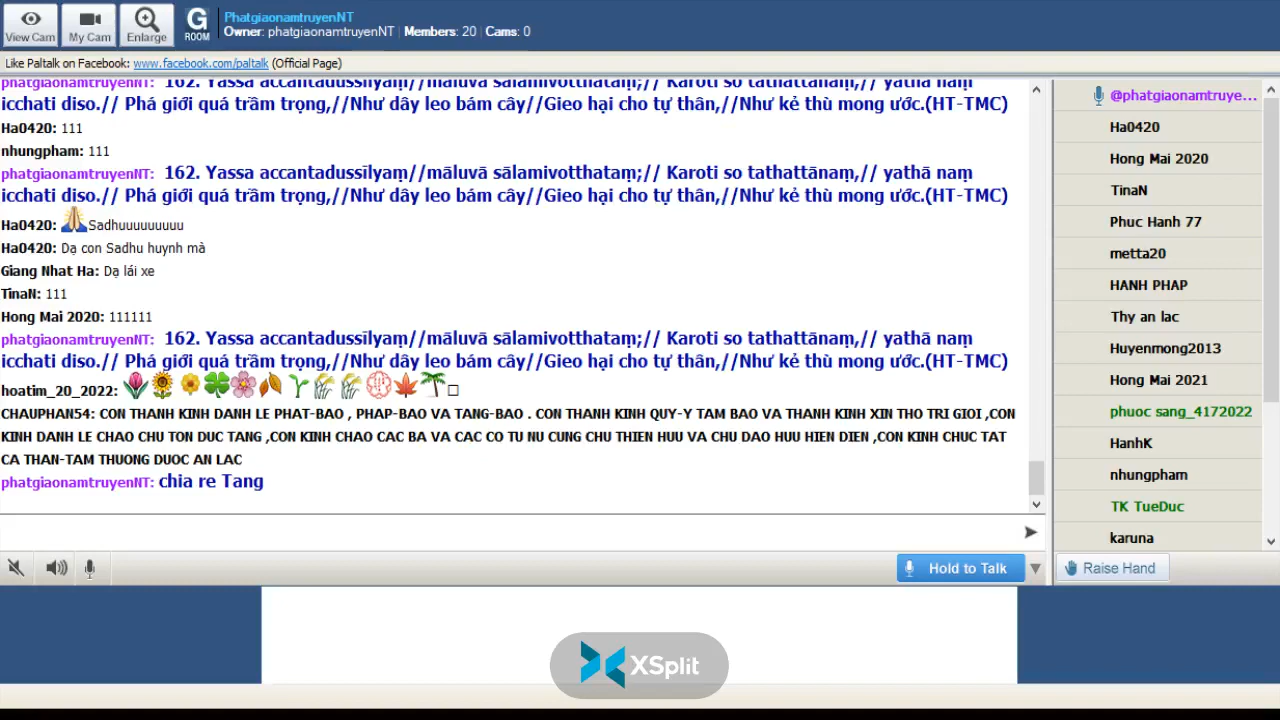 View Cam
My Cam
Enlarge
G
ROOM
PhatgiaonamtruyenNT
Owner: phatgiaonamtruyenNT | Members: 20 | Cams: 0
Like Paltalk on Facebook: www.facebook.com/paltalk (Official Page)
phatgiaonamtruyenNT: 162. Yassa accantadussīlyaṃ//māluvā sālamivotthataṃ;// Karoti so tathattānaṃ,// yathā naṃ
icchati diso.// Phá giới quá trầm trọng,//Như dây leo bám cây//Gieo hại cho tự thân,//Như kẻ thù mong ước.(HT-TMC)
Ha0420: 111
nhungpham: 111
phatgiaonamtruyenNT: 162. Yassa accantadussīlyaṃ//māluvā sālamivotthataṃ;// Karoti so tathattānaṃ,// yathā naṃ
icchati diso.// Phá giới quá trầm trọng,//Như dây leo bám cây//Gieo hại cho tự thân,//Như kẻ thù mong ước.(HT-TMC)
Ha0420: 🙏Sadhuuuuuuuuu
Ha0420: Dạ con Sadhu huynh mà
Giang Nhat Ha: Dạ lái xe
TinaN: 111
Hong Mai 2020: 111111
phatgiaonamtruyenNT: 162. Yassa accantadussīlyaṃ//māluvā sālamivotthataṃ;// Karoti so tathattānaṃ,// yathā naṃ
icchati diso.// Phá giới quá trầm trọng,//Như dây leo bám cây//Gieo hại cho tự thân,//Như kẻ thù mong ước.(HT-TMC)
hoatim_20_2022:
CHAUPHAN54: CON THANH KINH DANH LE PHAT-BAO , PHAP-BAO VA TANG-BAO . CON THANH KINH QUY-Y TAM BAO VA THANH KINH XIN THO TRI GIOI ,CON
KINH DANH LE CHAO CHU TON DUC TANG ,CON KINH CHAO CAC BA VA CAC CO TU NU CUNG CHU THIEN HUU VA CHU DAO HUU HIEN DIEN ,CON KINH CHUC TAT
CA THAN-TAM THUONG DUOC AN LAC
phatgiaonamtruyenNT: chia re Tang
@phatgiaonamtruye...
Ha0420
Hong Mai 2020
TinaN
Phuc Hanh 77
metta20
HANH PHAP
Thy an lac
Huyenmong2013
Hong Mai 2021
phuoc sang_4172022
HanhK
nhungpham
TK TueDuc
karuna
Hold to Talk
Raise Hand
XSplit